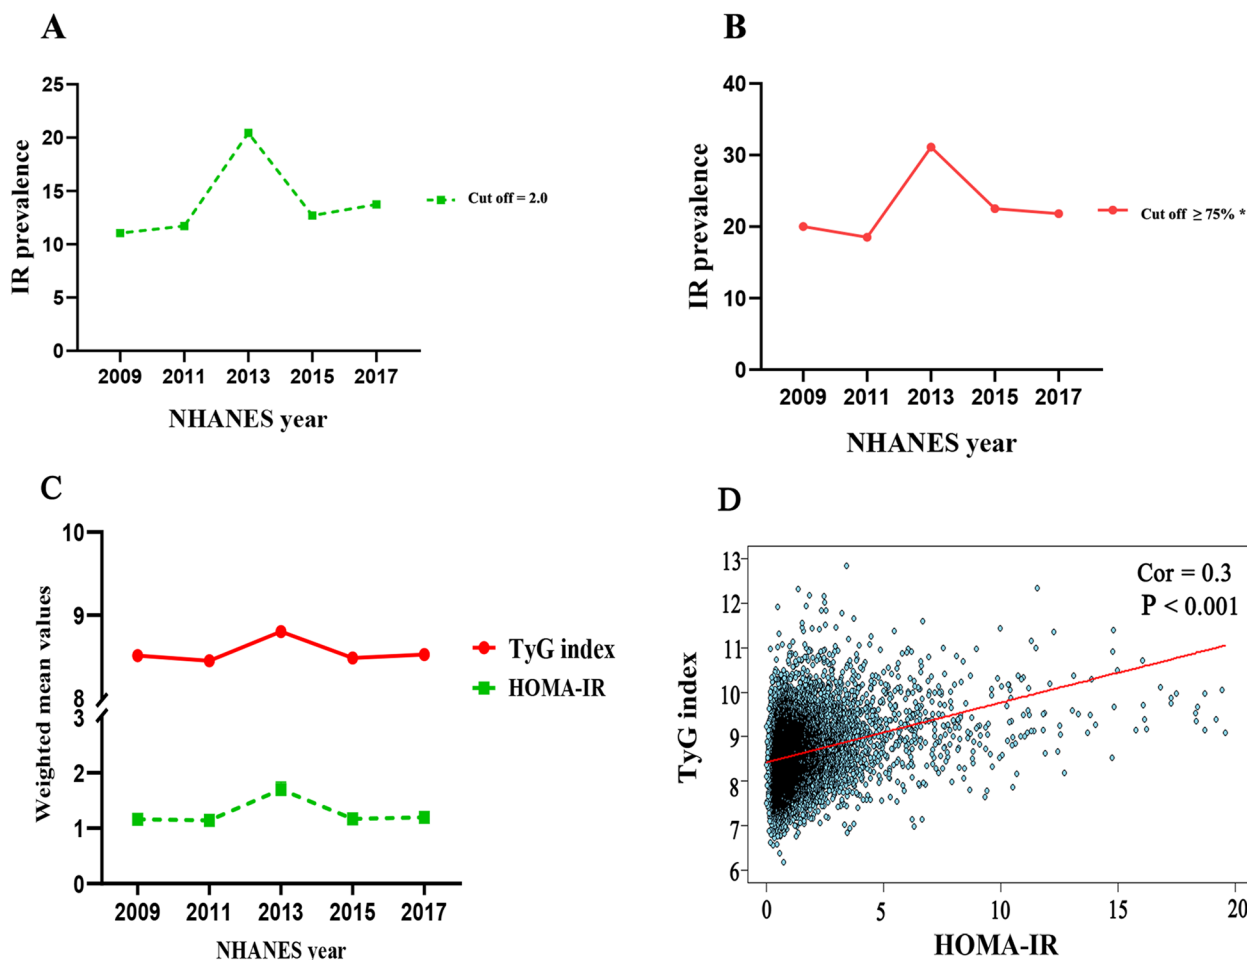 A
25
20
15
10
5
0
IR prevalence
2009 2011 2013 2015 2017
NHANES year
Cut off = 2.0
B
40
30
20
10
0
IR prevalence
2009 2011 2013 2015 2017
NHANES year
Cut off ≥ 75% *
C
10
9
8
3
2
1
0
Weighted mean values
2009 2011 2013 2015 2017
NHANES year
TyG index
HOMA-IR
D
13
12
11
10
9
8
7
6
TyG index
Cor = 0.3
P < 0.001
0 5 10 15 20
HOMA-IR